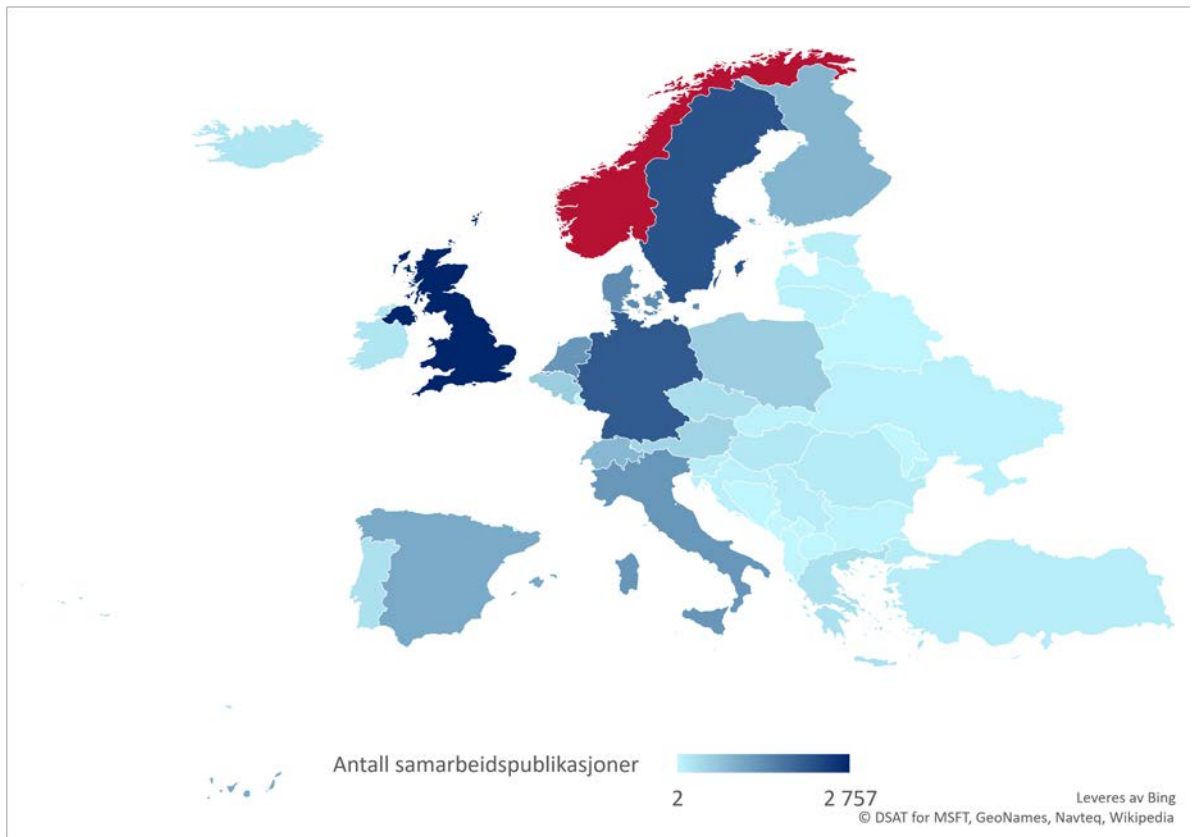 Antall samarbeidspublikasjoner
2
2 757
Leveres av Bing
© DSAT for MSFT, GeoNames, Navteq, Wikipedia